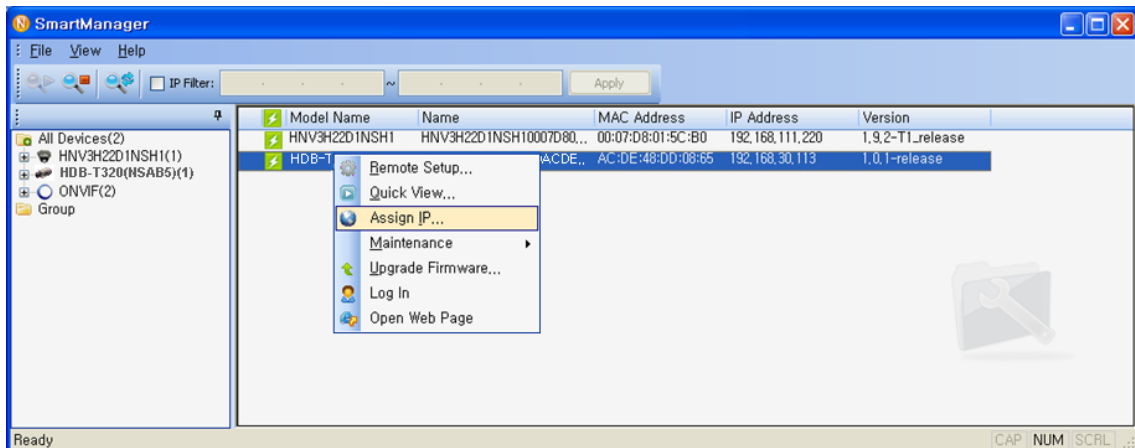 SmartManager
File View Help
IP Filter: . . . ~ . . . Apply
Model Name Name MAC Address IP Address Version
All Devices(2)
HNV3H22D1NSH1(1)
HDB-T320(NSAB5)(1)
ONVIF(2)
Group
HNV3H22D1NSH1 HNV3H22D1NSH10007D80... 00:07:D8:01:5C:B0 192,168,111,220 1,9,2-T1_release
HDB-T ACDE... AC:DE:48:DD:08:65 192,168,30,113 1,0,1-release
Remote Setup...
Quick View...
Assign IP...
Maintenance
Upgrade Firmware...
Log In
Open Web Page
Ready CAP NUM SCRL